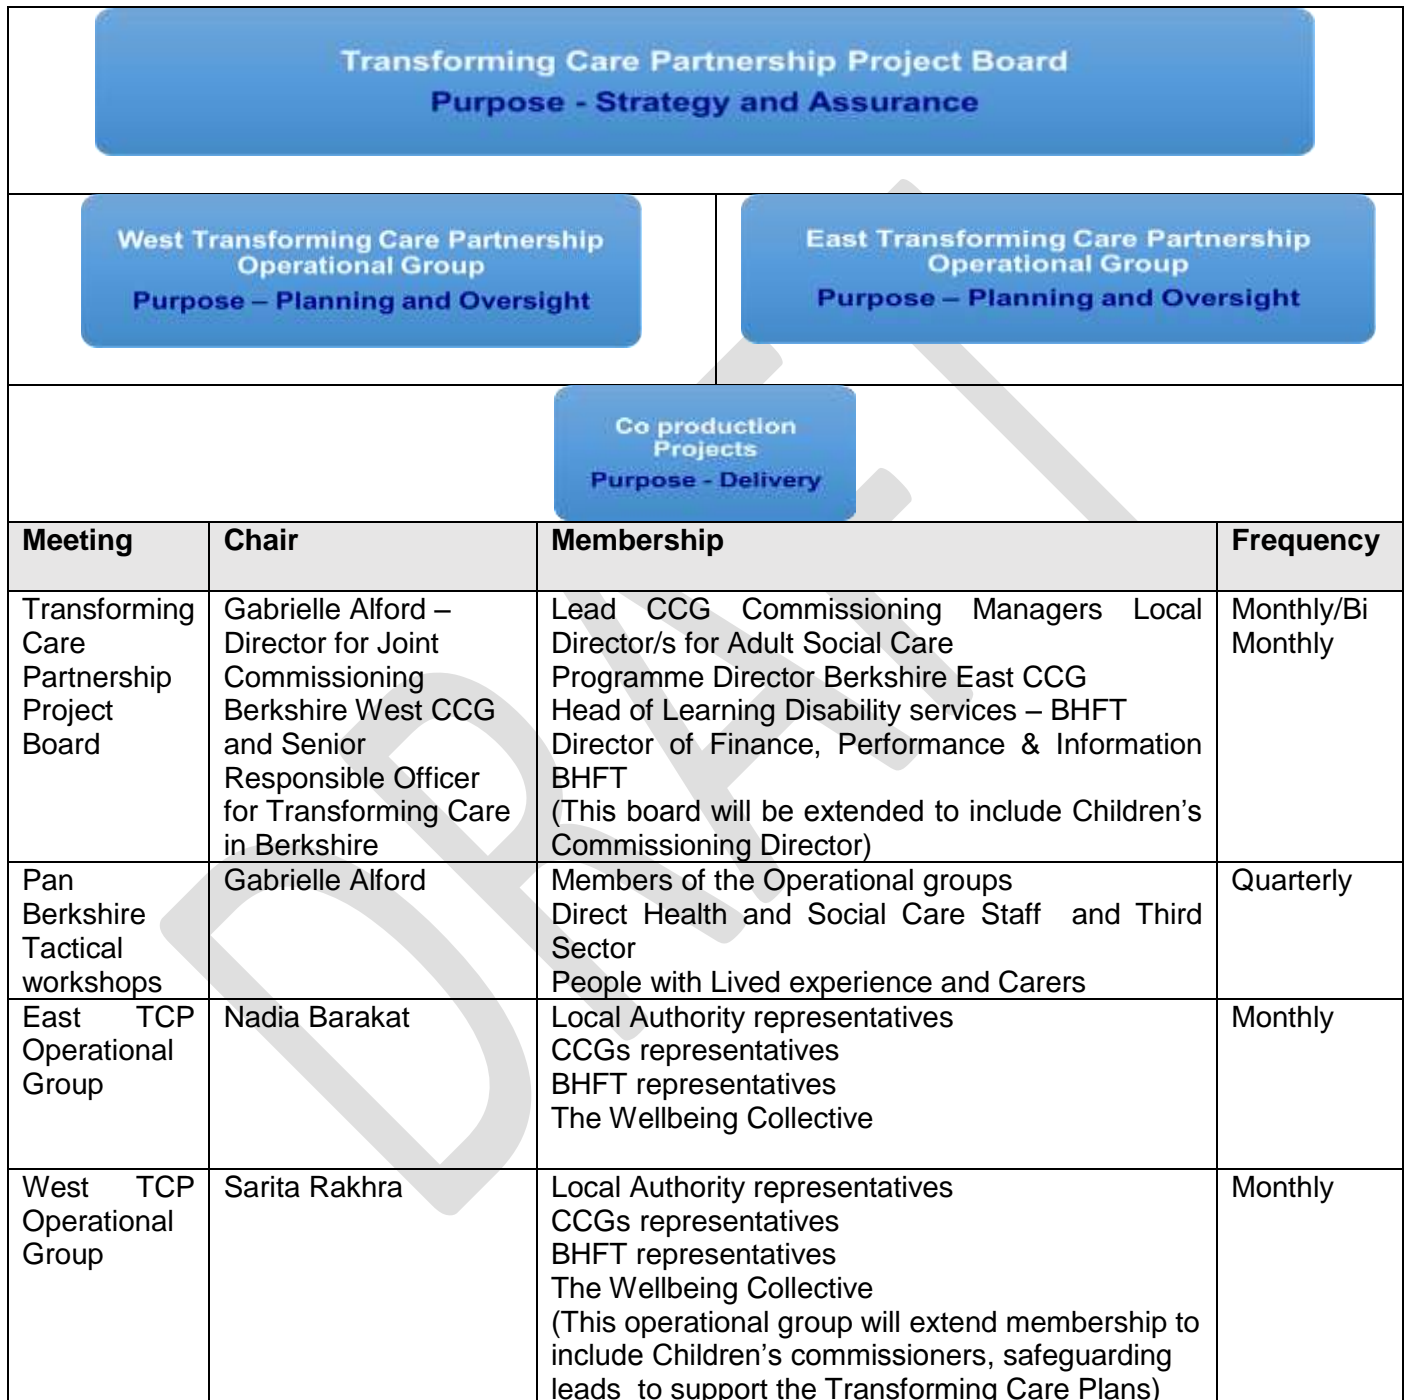 Transforming Care Partnership Project Board
Purpose - Strategy and Assurance
West Transforming Care Partnership
Operational Group
Purpose – Planning and Oversight
East Transforming Care Partnership
Operational Group
Purpose – Planning and Oversight
Co production
Projects
Purpose - Delivery
DRAFT
Meeting
Chair
Membership
Frequency
Transforming
Care
Partnership
Project
Board
Gabrielle Alford –
Director for Joint
Commissioning
Berkshire West CCG
and Senior
Responsible Officer
for Transforming Care
in Berkshire
Lead CCG Commissioning Managers Local
Director/s for Adult Social Care
Programme Director Berkshire East CCG
Head of Learning Disability services – BHFT
Director of Finance, Performance & Information
BHFT
(This board will be extended to include Children’s
Commissioning Director)
Monthly/Bi
Monthly
Pan
Berkshire
Tactical
workshops
Gabrielle Alford
Members of the Operational groups
Direct Health and Social Care Staff and Third
Sector
People with Lived experience and Carers
Quarterly
East TCP
Operational
Group
Nadia Barakat
Local Authority representatives
CCGs representatives
BHFT representatives
The Wellbeing Collective
Monthly
West TCP
Operational
Group
Sarita Rakhra
Local Authority representatives
CCGs representatives
BHFT representatives
The Wellbeing Collective
(This operational group will extend membership to
include Children’s commissioners, safeguarding
leads to support the Transforming Care Plans)
Monthly